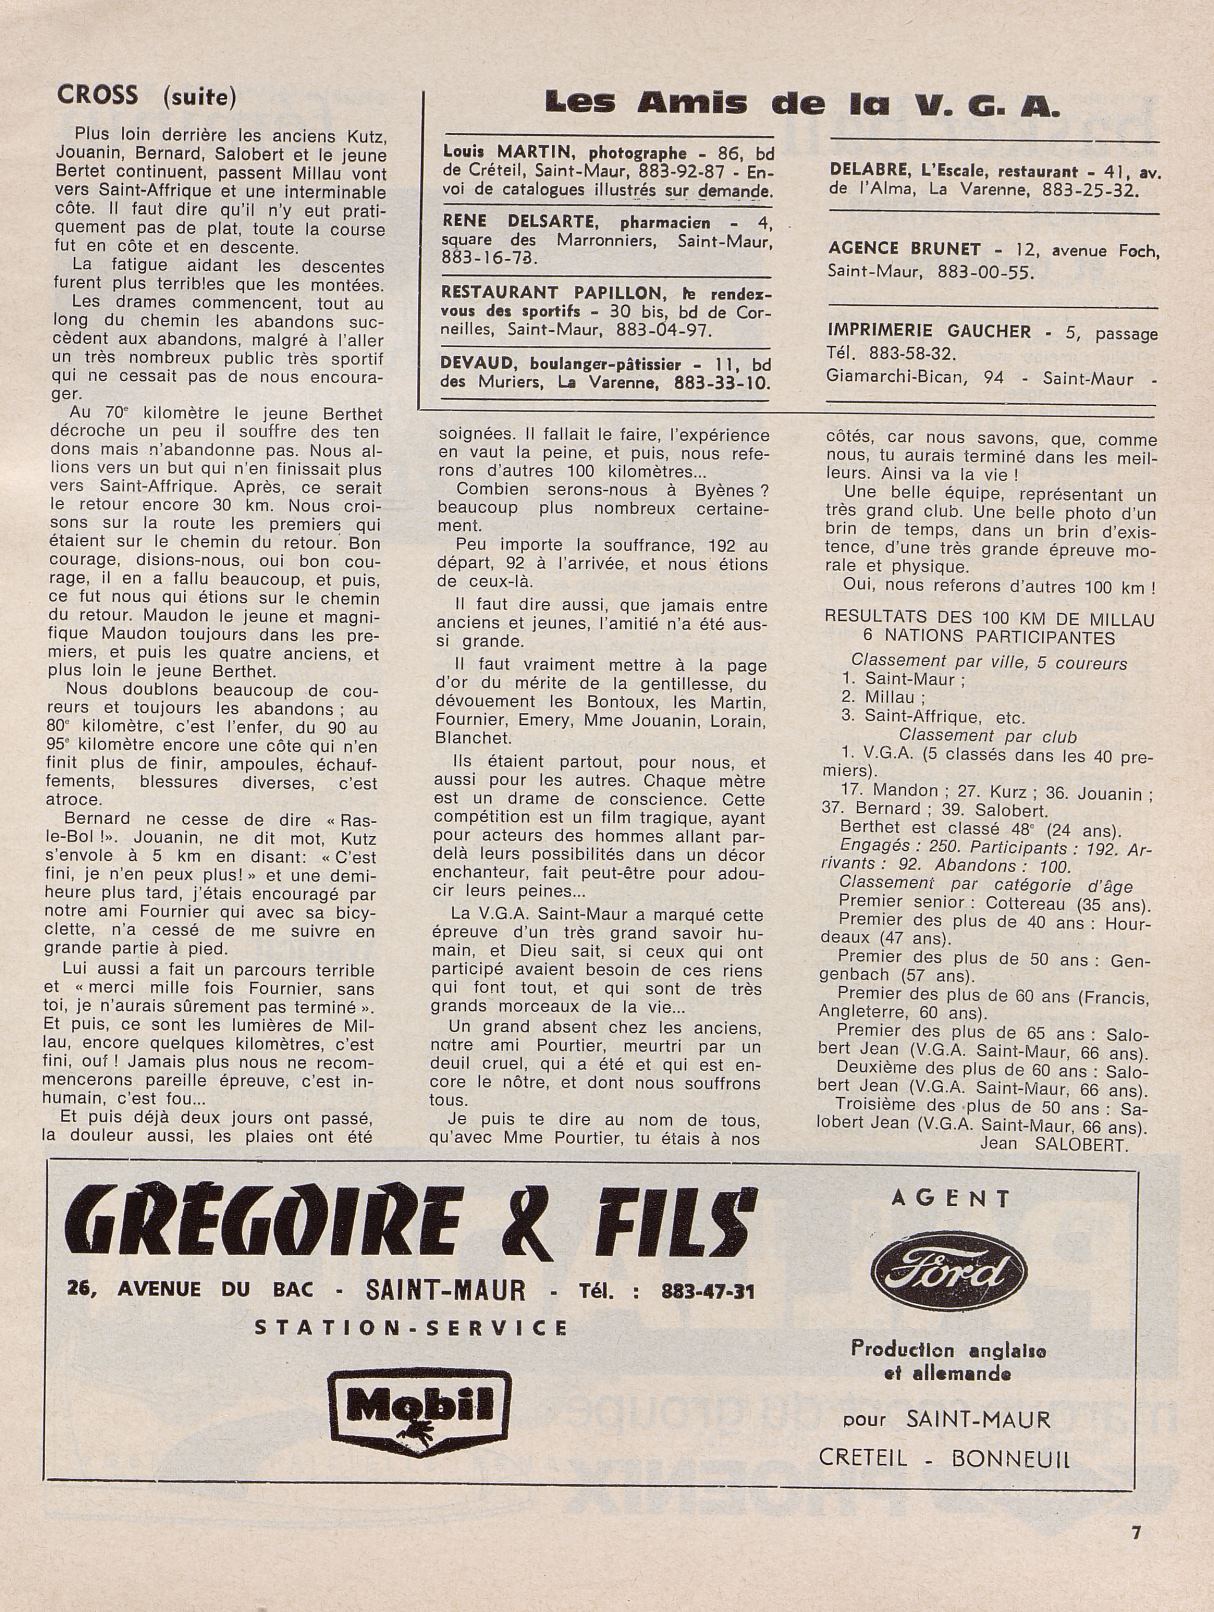 CROSS (suite)
Plus loin derrière les anciens Kutz,
Jouanin, Bernard, Salobert et le jeune
Bertet continuent, passent Millau vont
vers Saint-Affrique et une interminable
côte. Il faut dire qu'il n'y eut prati-
quement pas de plat, toute la course
fut en côte et en descente.
La fatigue aidant les descentes
furent plus terribles que les montées.
Les drames commencent, tout au
long du chemin les abandons suc-
cèdent aux abandons, malgré à l'aller
un très nombreux public très sportif
qui ne cessait pas de nous encoura-
ger.
Au 70e kilomètre le jeune Berthet
décroche un peu il souffre des ten
dons mais n'abandonne pas. Nous al-
lions vers un but qui n'en finissait plus
vers Saint-Affrique. Après, ce serait
le retour encore 30 km. Nous croi-
sons sur la route les premiers qui
étaient sur le chemin du retour. Bon
courage, disions-nous, oui bon cou-
rage, il en a fallu beaucoup, et puis,
ce fut nous qui étions sur le chemin
du retour. Maudon le jeune et magni-
fique Maudon toujours dans les pre-
miers, et puis les quatre anciens, et
plus loin le jeune Berthet.
Nous doublons beaucoup de cou-
reurs et toujours les abandons ; au
80e kilomètre, c'est l'enfer, du 90 au
95e kilomètre encore une côte qui n'en
finit plus de finir, ampoules, échauf-
fements, blessures diverses, c'est
atroce.
Bernard ne cesse de dire « Ras-
le-Bol !». Jouanin, ne dit mot, Kutz
s'envole à 5 km en disant: « C'est
fini, je n'en peux plus! » et une demi-
heure plus tard, j'étais encouragé par
notre ami Fournier qui avec sa bicy-
clette, n'a cessé de me suivre en
grande partie à pied.
Lui aussi a fait un parcours terrible
et « merci mille fois Fournier, sans
toi, je n'aurais sûrement pas terminé ».
Et puis, ce sont les lumières de Mil-
lau, encore quelques kilomètres, c'est
fini, ouf ! Jamais plus nous ne recom-
mencerons pareille épreuve, c'est in-
humain, c'est fou...
Et puis déjà deux jours ont passé,
la douleur aussi, les plaies ont été
Les Amis de la V. G. A.
Louis MARTIN, photographe - 86, bd
de Créteil, Saint-Maur, 883-92-87 - En-
voi de catalogues illustrés sur demande.
RENE DELSARTE, pharmacien - 4,
square des Marronniers, Saint-Maur,
883-16-73.
RESTAURANT PAPILLON, le rendez-
vous des sportifs - 30 bis, bd de Cor-
neilles, Saint-Maur, 883-04-97.
DEVAUD, boulanger-pâtissier - 11, bd
des Muriers, La Varenne, 883-33-10.
DELABRE, L'Escale, restaurant - 41, av.
de l'Alma, La Varenne, 883-25-32.
AGENCE BRUNET - 12, avenue Foch,
Saint-Maur, 883-00-55.
IMPRIMERIE GAUCHER - 5, passage
Tél. 883-58-32.
Giamarchi-Bican, 94 - Saint-Maur -
soignées. Il fallait le faire, l'expérience
en vaut la peine, et puis, nous refe-
rons d'autres 100 kilomètres...
Combien serons-nous à Byènes ?
beaucoup plus nombreux certaine-
ment.
Peu importe la souffrance, 192 au
départ, 92 à l'arrivée, et nous étions
de ceux-là.
Il faut dire aussi, que jamais entre
anciens et jeunes, l'amitié n'a été aus-
si grande.
Il faut vraiment mettre à la page
d'or du mérite de la gentillesse, du
dévouement les Bontoux, les Martin,
Fournier, Emery, Mme Jouanin, Lorain,
Blanchet.
Ils étaient partout, pour nous, et
aussi pour les autres. Chaque mètre
est un drame de conscience. Cette
compétition est un film tragique, ayant
pour acteurs des hommes allant par-
delà leurs possibilités dans un décor
enchanteur, fait peut-être pour adou-
cir leurs peines...
La V.G.A. Saint-Maur a marqué cette
épreuve d'un très grand savoir hu-
main, et Dieu sait, si ceux qui ont
participé avaient besoin de ces riens
qui font tout, et qui sont de très
grands morceaux de la vie...
Un grand absent chez les anciens,
notre ami Pourtier, meurtri par un
deuil cruel, qui a été et qui est en-
core le nôtre, et dont nous souffrons
tous.
Je puis te dire au nom de tous,
qu'avec Mme Pourtier, tu étais à nos
côtés, car nous savons, que, comme
nous, tu aurais terminé dans les meil-
leurs. Ainsi va la vie !
Une belle équipe, représentant un
très grand club. Une belle photo d'un
brin de temps, dans un brin d'exis-
tence, d'une très grande épreuve mo-
rale et physique.
Oui, nous referons d'autres 100 km !
RESULTATS DES 100 KM DE MILLAU
6 NATIONS PARTICIPANTES
Classement par ville, 5 coureurs
1. Saint-Maur ;
2. Millau ;
3. Saint-Affrique, etc.
Classement par club
1. V.G.A. (5 classés dans les 40 pre-
miers).
17. Mandon ; 27. Kurz ; 36. Jouanin ;
37. Bernard ; 39. Salobert.
Berthet est classé 48e (24 ans).
Engagés : 250. Participants : 192. Ar-
rivants : 92. Abandons : 100.
Classement par catégorie d'âge
Premier senior : Cottereau (35 ans).
Premier des plus de 40 ans : Hour-
deaux (47 ans).
Premier des plus de 50 ans : Gen-
genbach (57 ans).
Premier des plus de 60 ans (Francis,
Angleterre, 60 ans).
Premier des plus de 65 ans : Salo-
bert Jean (V.G.A. Saint-Maur, 66 ans).
Deuxième des plus de 60 ans : Salo-
bert Jean (V.G.A. Saint-Maur, 66 ans).
Troisième des plus de 50 ans : Sa-
lobert Jean (V.G.A. Saint-Maur, 66 ans).
Jean SALOBERT.
GRÉGOIRE & FILS
26, AVENUE DU BAC - SAINT-MAUR - Tél. : 883-47-31
STATION-SERVICE
Mobil
AGENT
Ford
Production anglaise
et allemande
pour SAINT-MAUR
CRETEIL - BONNEUIL
7